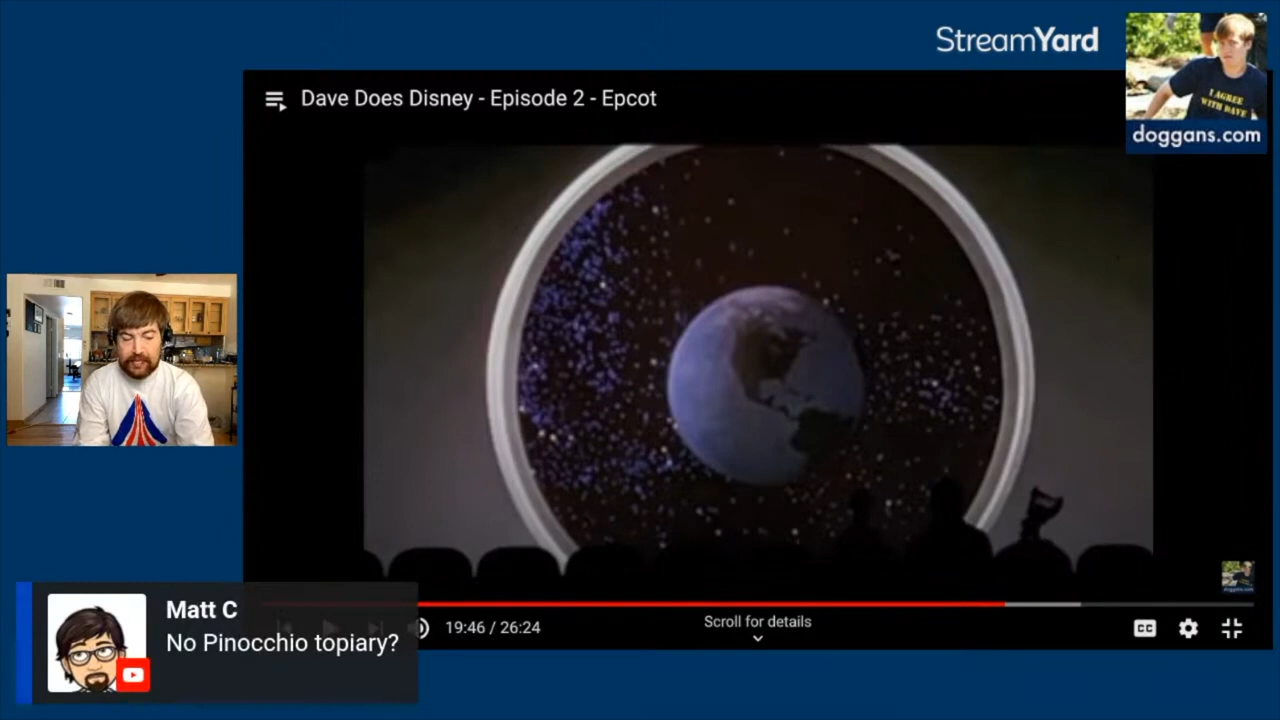 StreamYard
I AGREE
WITH DAVE
doggans.com
Dave Does Disney - Episode 2 - Epcot
19:46 / 26:24
Scroll for details
CC
Matt C
No Pinocchio topiary?